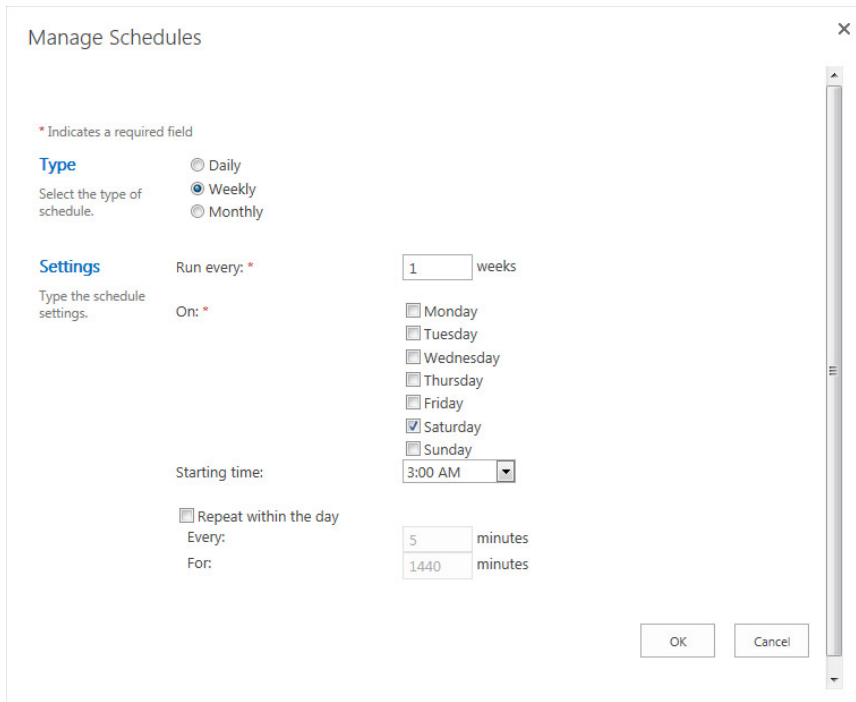 Manage Schedules
* Indicates a required field
Type
Select the type of
schedule.
Daily
Weekly
Monthly
Settings
Type the schedule
settings.
Run every: *
1 weeks
On: *
Monday
Tuesday
Wednesday
Thursday
Friday
Saturday
Sunday
Starting time:
3:00 AM
Repeat within the day
Every:
5 minutes
For:
1440 minutes
OK
Cancel